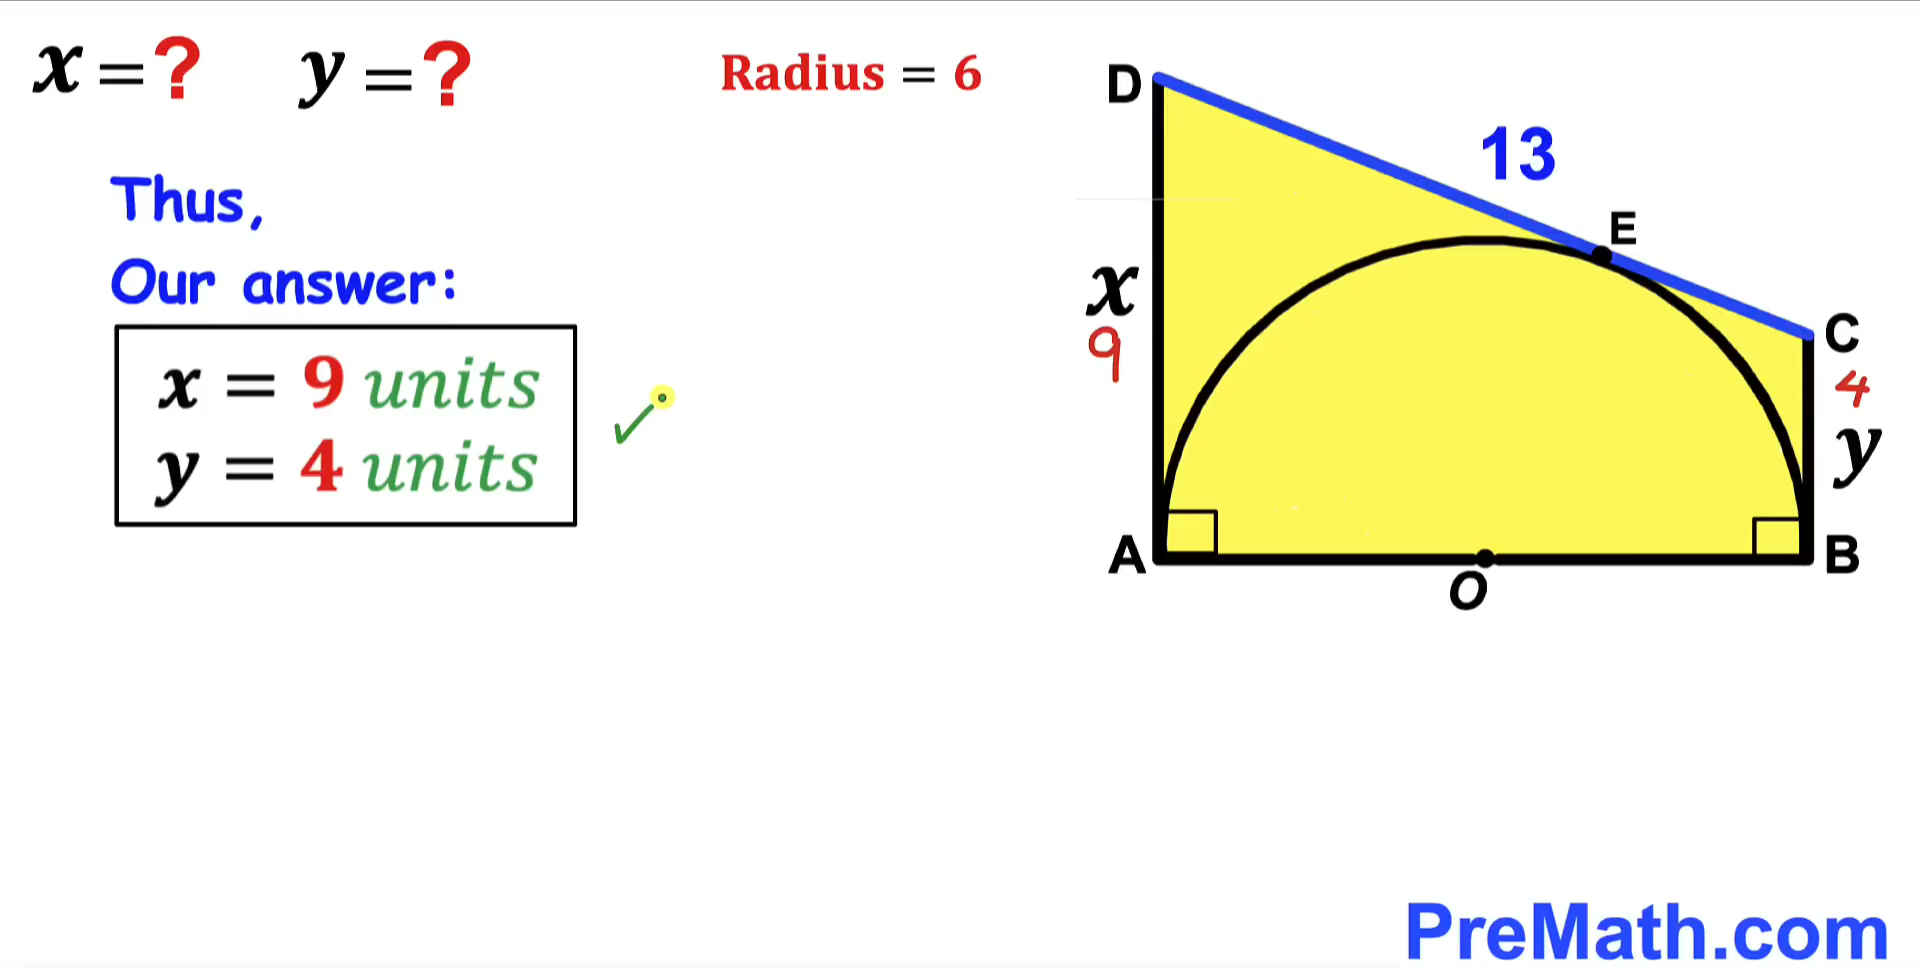 x = ? y = ? Radius = 6
Thus,
Our answer:
x = 9 units
y = 4 units
D
13
E
x
9
C
4
y
A
B
O
PreMath.com